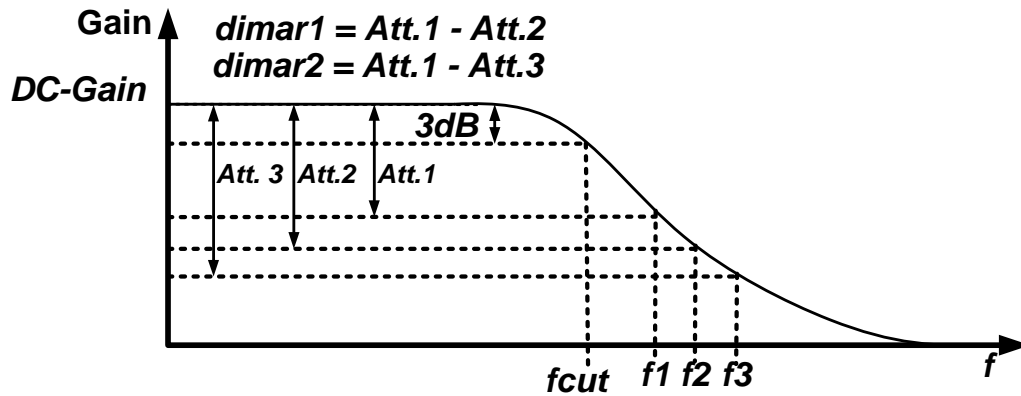 Gain
dimar1 = Att.1 - Att.2
dimar2 = Att.1 - Att.3
DC-Gain
3dB
Att. 3
Att.2
Att.1
fcut
f1
f2
f3
f